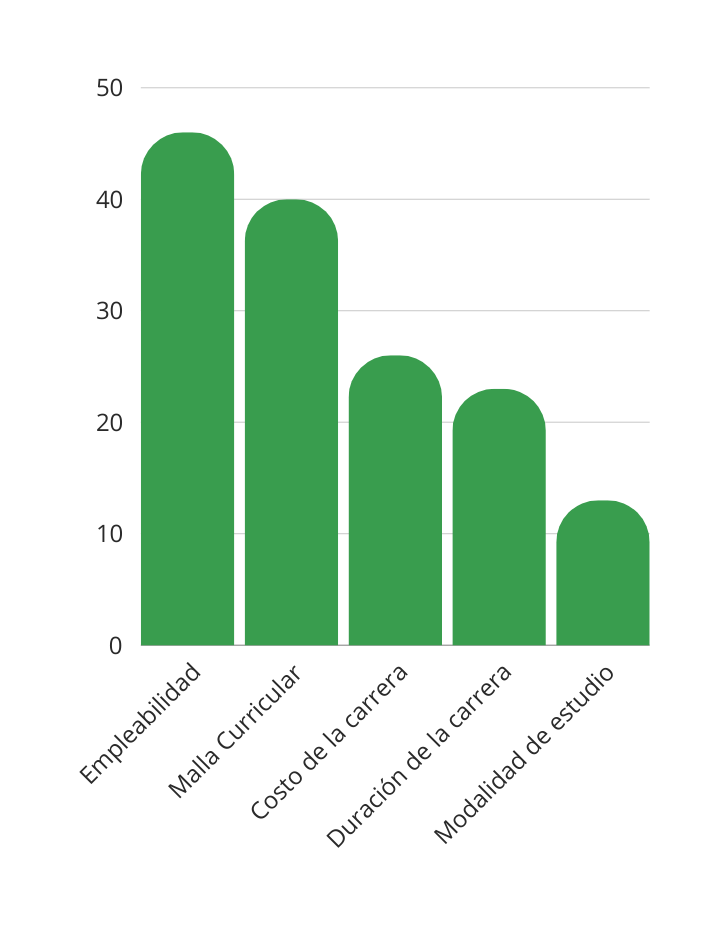 50
40
30
20
10
0
Empleabilidad
Malla Curricular
Costo de la carrera
Duración de la carrera
Modalidad de estudio